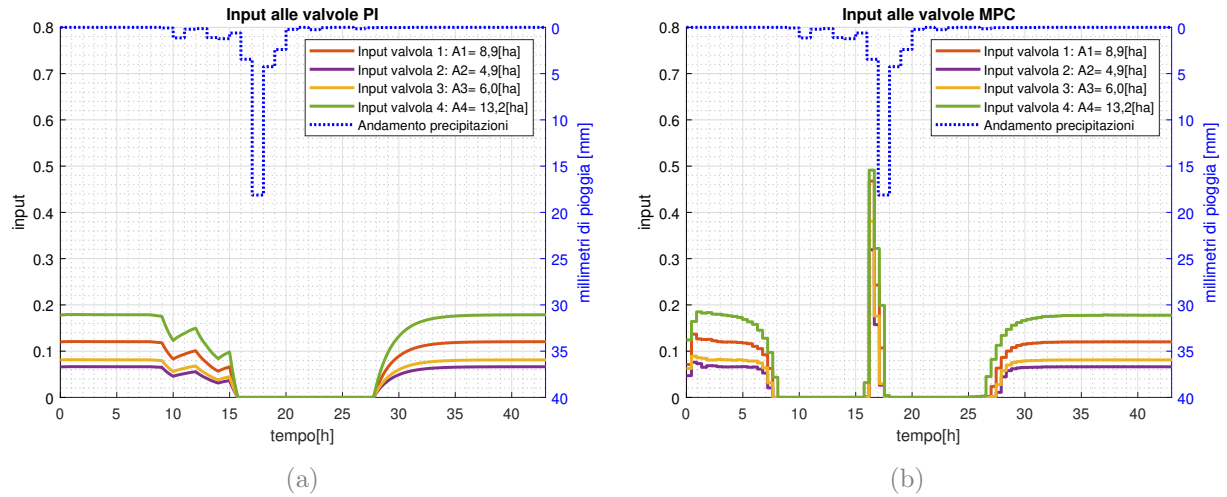 Input alle valvole PI
0.8
0.7
0.6
0.5
0.4
0.3
0.2
0.1
0
input
0
5
10
15
20
25
30
35
40
millimetri di pioggia [mm]
Input valvola 1: A1= 8,9[ha]
Input valvola 2: A2= 4,9[ha]
Input valvola 3: A3= 6,0[ha]
Input valvola 4: A4= 13,2[ha]
Andamento precipitazioni
0 5 10 15 20 25 30 35 40
tempo[h]
(a)
Input alle valvole MPC
0.8
0.7
0.6
0.5
0.4
0.3
0.2
0.1
0
input
0
5
10
15
20
25
30
35
40
millimetri di pioggia [mm]
Input valvola 1: A1= 8,9[ha]
Input valvola 2: A2= 4,9[ha]
Input valvola 3: A3= 6,0[ha]
Input valvola 4: A4= 13,2[ha]
Andamento precipitazioni
0 5 10 15 20 25 30 35 40
tempo[h]
(b)